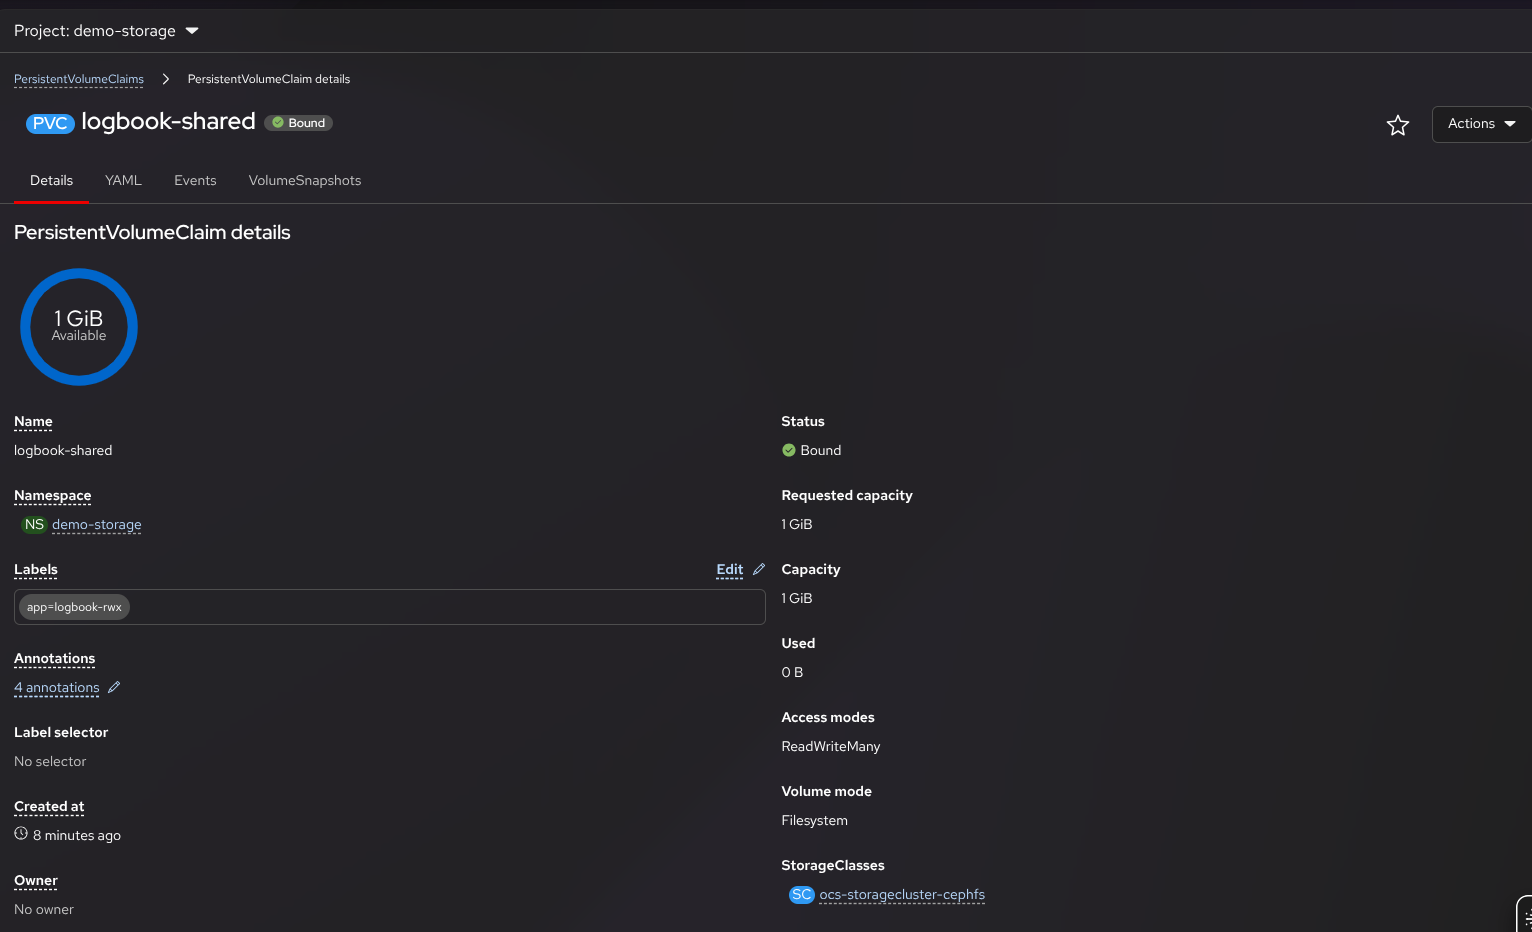 Project: demo-storage
PersistentVolumeClaims
PersistentVolumeClaim details
PVC logbook-shared
Bound
Actions
Details
YAML
Events
VolumeSnapshots
PersistentVolumeClaim details
1 GiB
Available
Name
logbook-shared
Namespace
NS demo-storage
Labels
Edit
app=logbook-rwx
Annotations
4 annotations
Label selector
No selector
Created at
8 minutes ago
Owner
No owner
Status
Bound
Requested capacity
1 GiB
Capacity
1 GiB
Used
0 B
Access modes
ReadWriteMany
Volume mode
Filesystem
StorageClasses
SC ocs-storagecluster-cephfs